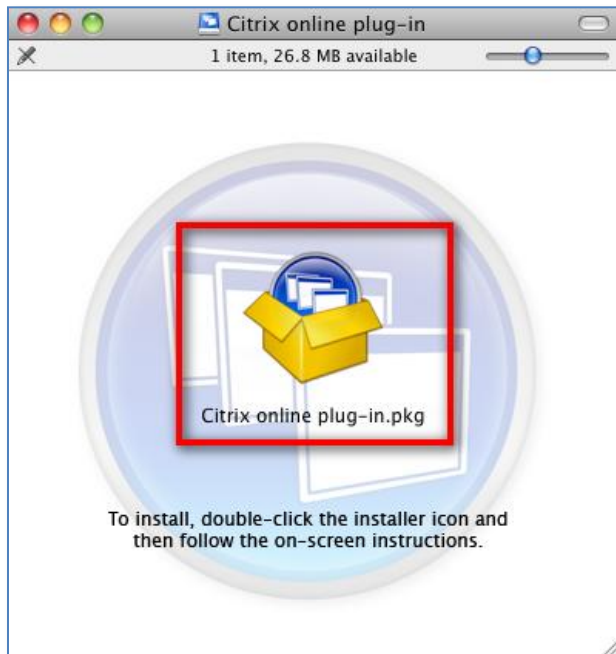 Citrix online plug-in
1 item, 26.8 MB available
Citrix online plug-in.pkg
To install, double-click the installer icon and
then follow the on-screen instructions.